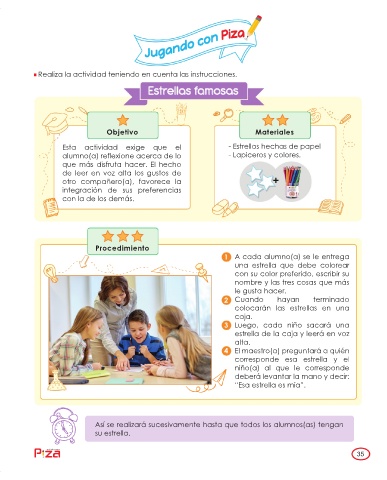 Jugando con Piza
Realiza la actividad teniendo en cuenta las instrucciones.
Estrellas famosas
Objetivo
Esta actividad exige que el
alumno(a) reflexione acerca de lo
que más disfruta hacer. El hecho
de leer en voz alta los gustos de
otro compañero(a), favorece la
integración de sus preferencias
con la de los demás.
Materiales
- Estrellas hechas de papel
- Lapiceros y colores.
+
Procedimiento
1 A cada alumno(a) se le entrega
una estrella que debe colorear
con su color preferido, escribir su
nombre y las tres cosas que más
le gusta hacer.
2 Cuando hayan terminado
colocarán las estrellas en una
caja.
3 Luego, cada niño sacará una
estrella de la caja y leerá en voz
alta.
4 El maestro(a) preguntará a quién
corresponde esa estrella y el
niño(a) al que le corresponde
deberá levantar la mano y decir:
"Esa estrella es mía".
Así se realizará sucesivamente hasta que todos los alumnos(as) tengan
su estrella.
Piza
35